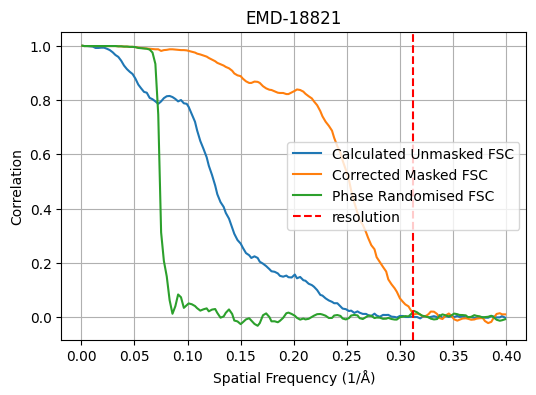 EMD-18821
Correlation
1.0
0.8
0.6
0.4
0.2
0.0
Calculated Unmasked FSC
Corrected Masked FSC
Phase Randomised FSC
resolution
0.00 0.05 0.10 0.15 0.20 0.25 0.30 0.35 0.40
Spatial Frequency (1/Å)